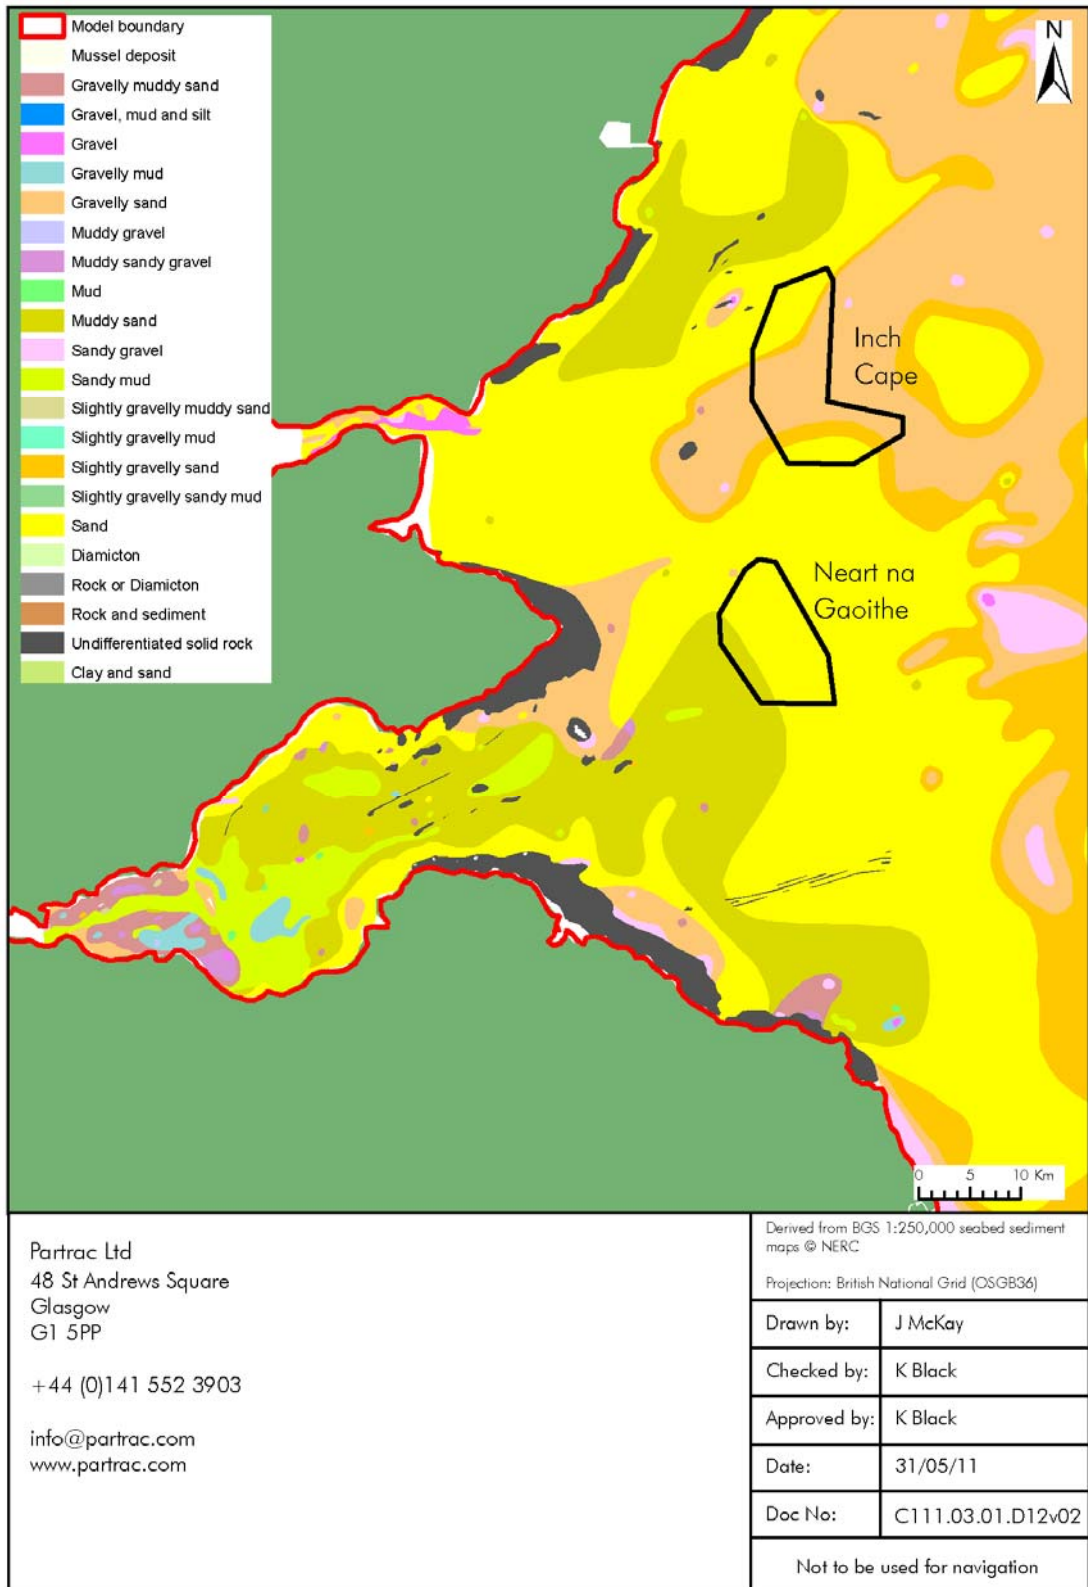 Model boundary
Mussel deposit
Gravelly muddy sand
Gravel, mud and silt
Gravel
Gravelly mud
Gravelly sand
Muddy gravel
Muddy sandy gravel
Mud
Muddy sand
Sandy gravel
Sandy mud
Slightly gravelly muddy sand
Slightly gravelly mud
Slightly gravelly sand
Slightly gravelly sandy mud
Sand
Diamicton
Rock or Diamicton
Rock and sediment
Undifferentiated solid rock
Clay and sand
N
Inch
Cape
Neart na
Gaoithe
0 5 10 Km
Partrac Ltd
48 St Andrews Square
Glasgow
G1 5PP
+44 (0)141 552 3903
info@partrac.com
www.partrac.com
Derived from BGS 1:250,000 seabed sediment
maps © NERC
Projection: British National Grid (OSGB36)
Drawn by: J McKay
Checked by: K Black
Approved by: K Black
Date: 31/05/11
Doc No: C111.03.01.D12v02
Not to be used for navigation